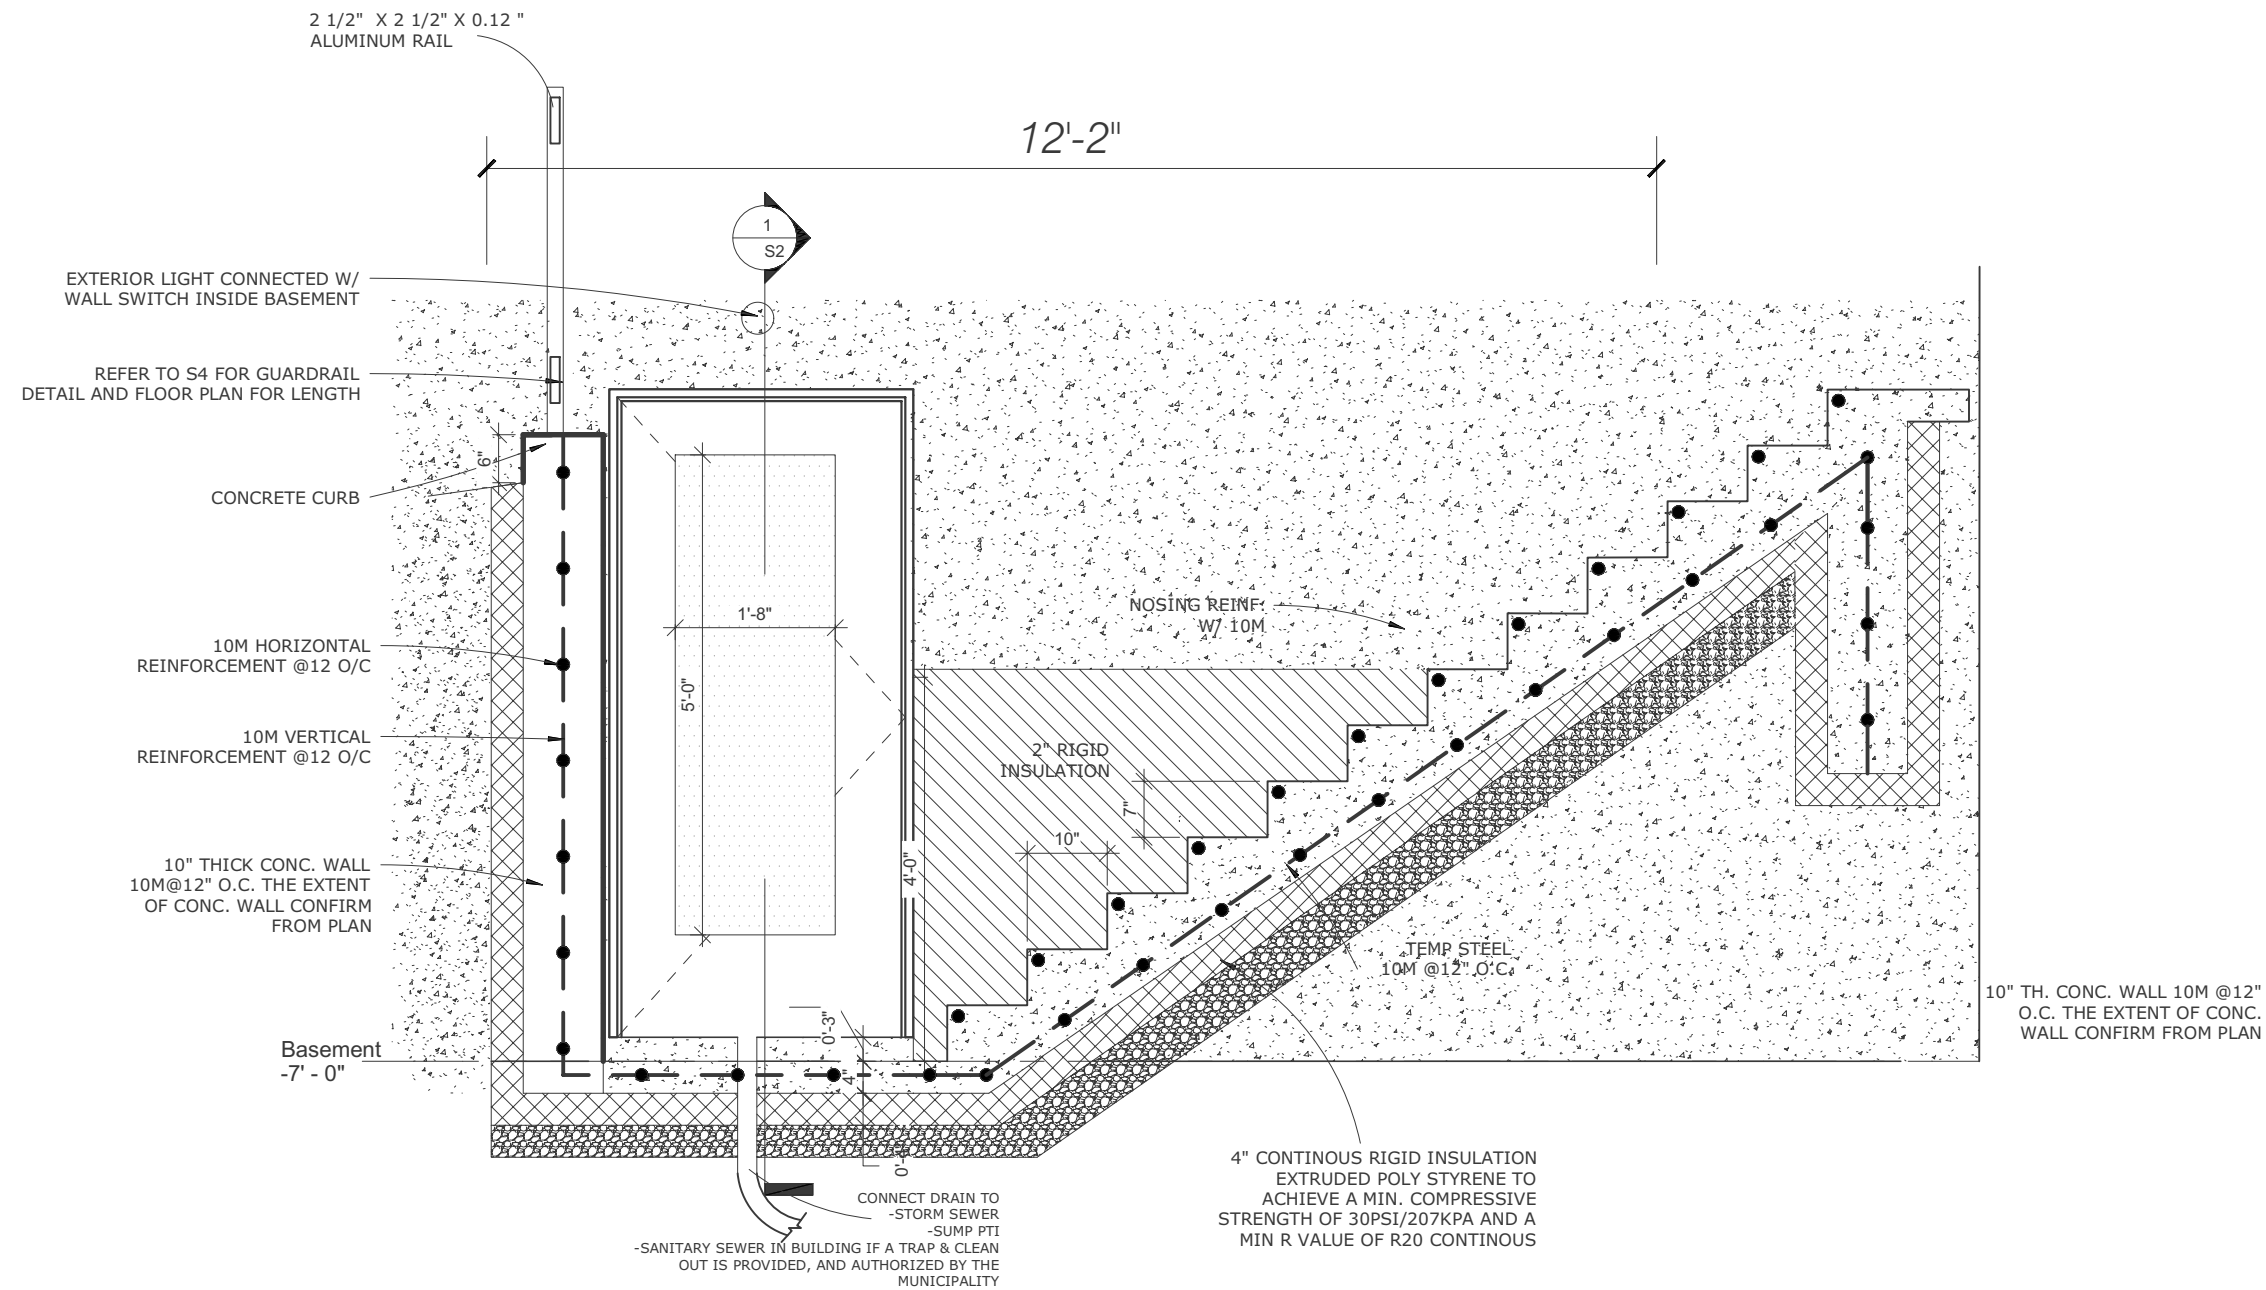 2 1/2" X 2 1/2" X 0.12 "
ALUMINUM RAIL
12'-2"
1
S2
EXTERIOR LIGHT CONNECTED W/
WALL SWITCH INSIDE BASEMENT
REFER TO S4 FOR GUARDRAIL
DETAIL AND FLOOR PLAN FOR LENGTH
6"
CONCRETE CURB
NOSING REINF.
W/ 10M
1'-8"
10M HORIZONTAL
REINFORCEMENT @12 O/C
5'-0"
10M VERTICAL
REINFORCEMENT @12 O/C
2" RIGID
INSULATION
7"
10"
4'-0"
10" THICK CONC. WALL
10M@12" O.C. THE EXTENT
OF CONC. WALL CONFIRM
FROM PLAN
TEMP STEEL
10M @12" O.C.
10" TH. CONC. WALL 10M @12"
O.C. THE EXTENT OF CONC.
WALL CONFIRM FROM PLAN
0'-3"
Basement
-7' - 0"
4"
4" CONTINOUS RIGID INSULATION
EXTRUDED POLY STYRENE TO
ACHIEVE A MIN. COMPRESSIVE
STRENGTH OF 30PSI/207KPA AND A
MIN R VALUE OF R20 CONTINOUS
CONNECT DRAIN TO
-STORM SEWER
-SUMP PTI
-SANITARY SEWER IN BUILDING IF A TRAP & CLEAN
OUT IS PROVIDED, AND AUTHORIZED BY THE
MUNICIPALITY